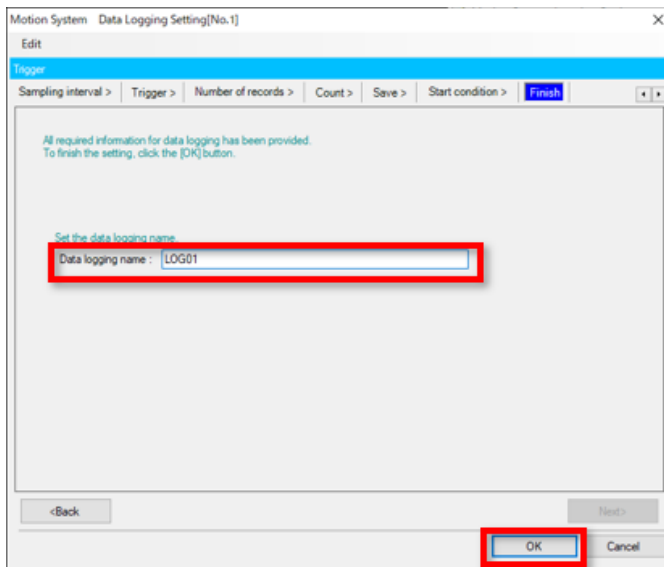 Motion System Data Logging Setting[No.1]
Edit
Trigger
Sampling interval > Trigger > Number of records > Count > Save > Start condition > Finish
All required information for data logging has been provided.
To finish the setting, click the [OK] button.
Set the data logging name.
Data logging name : LOG01
<Back Next>
OK Cancel